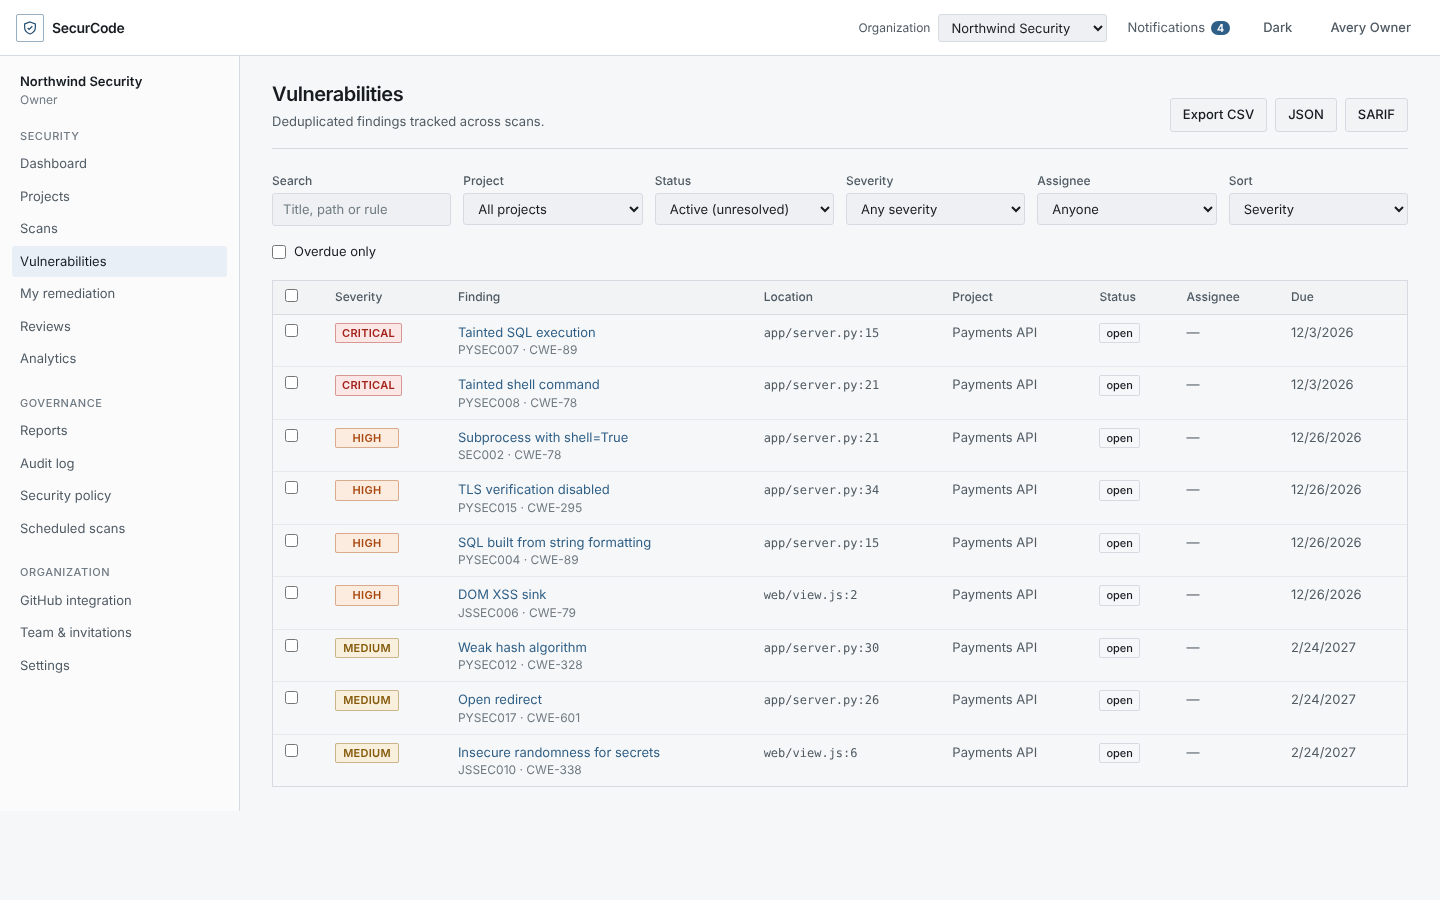 SecurCode
Organization
Northwind Security
Notifications 4
Dark
Avery Owner
Northwind Security
Owner
SECURITY
Dashboard
Projects
Scans
Vulnerabilities
My remediation
Reviews
Analytics
GOVERNANCE
Reports
Audit log
Security policy
Scheduled scans
ORGANIZATION
GitHub integration
Team & invitations
Settings
Vulnerabilities
Deduplicated findings tracked across scans.
Export CSV
JSON
SARIF
Search Project Status Severity Assignee Sort
Title, path or rule All projects Active (unresolved) Any severity Anyone Severity
Overdue only
Severity Finding Location Project Status Assignee Due
CRITICAL Tainted SQL execution app/server.py:15 Payments API open — 12/3/2026
PYSEC007 · CWE-89
CRITICAL Tainted shell command app/server.py:21 Payments API open — 12/3/2026
PYSEC008 · CWE-78
HIGH Subprocess with shell=True app/server.py:21 Payments API open — 12/26/2026
SEC002 · CWE-78
HIGH TLS verification disabled app/server.py:34 Payments API open — 12/26/2026
PYSEC015 · CWE-295
HIGH SQL built from string formatting app/server.py:15 Payments API open — 12/26/2026
PYSEC004 · CWE-89
HIGH DOM XSS sink web/view.js:2 Payments API open — 12/26/2026
JSSEC006 · CWE-79
MEDIUM Weak hash algorithm app/server.py:30 Payments API open — 2/24/2027
PYSEC012 · CWE-328
MEDIUM Open redirect app/server.py:26 Payments API open — 2/24/2027
PYSEC017 · CWE-601
MEDIUM Insecure randomness for secrets web/view.js:6 Payments API open — 2/24/2027
JSSEC010 · CWE-338